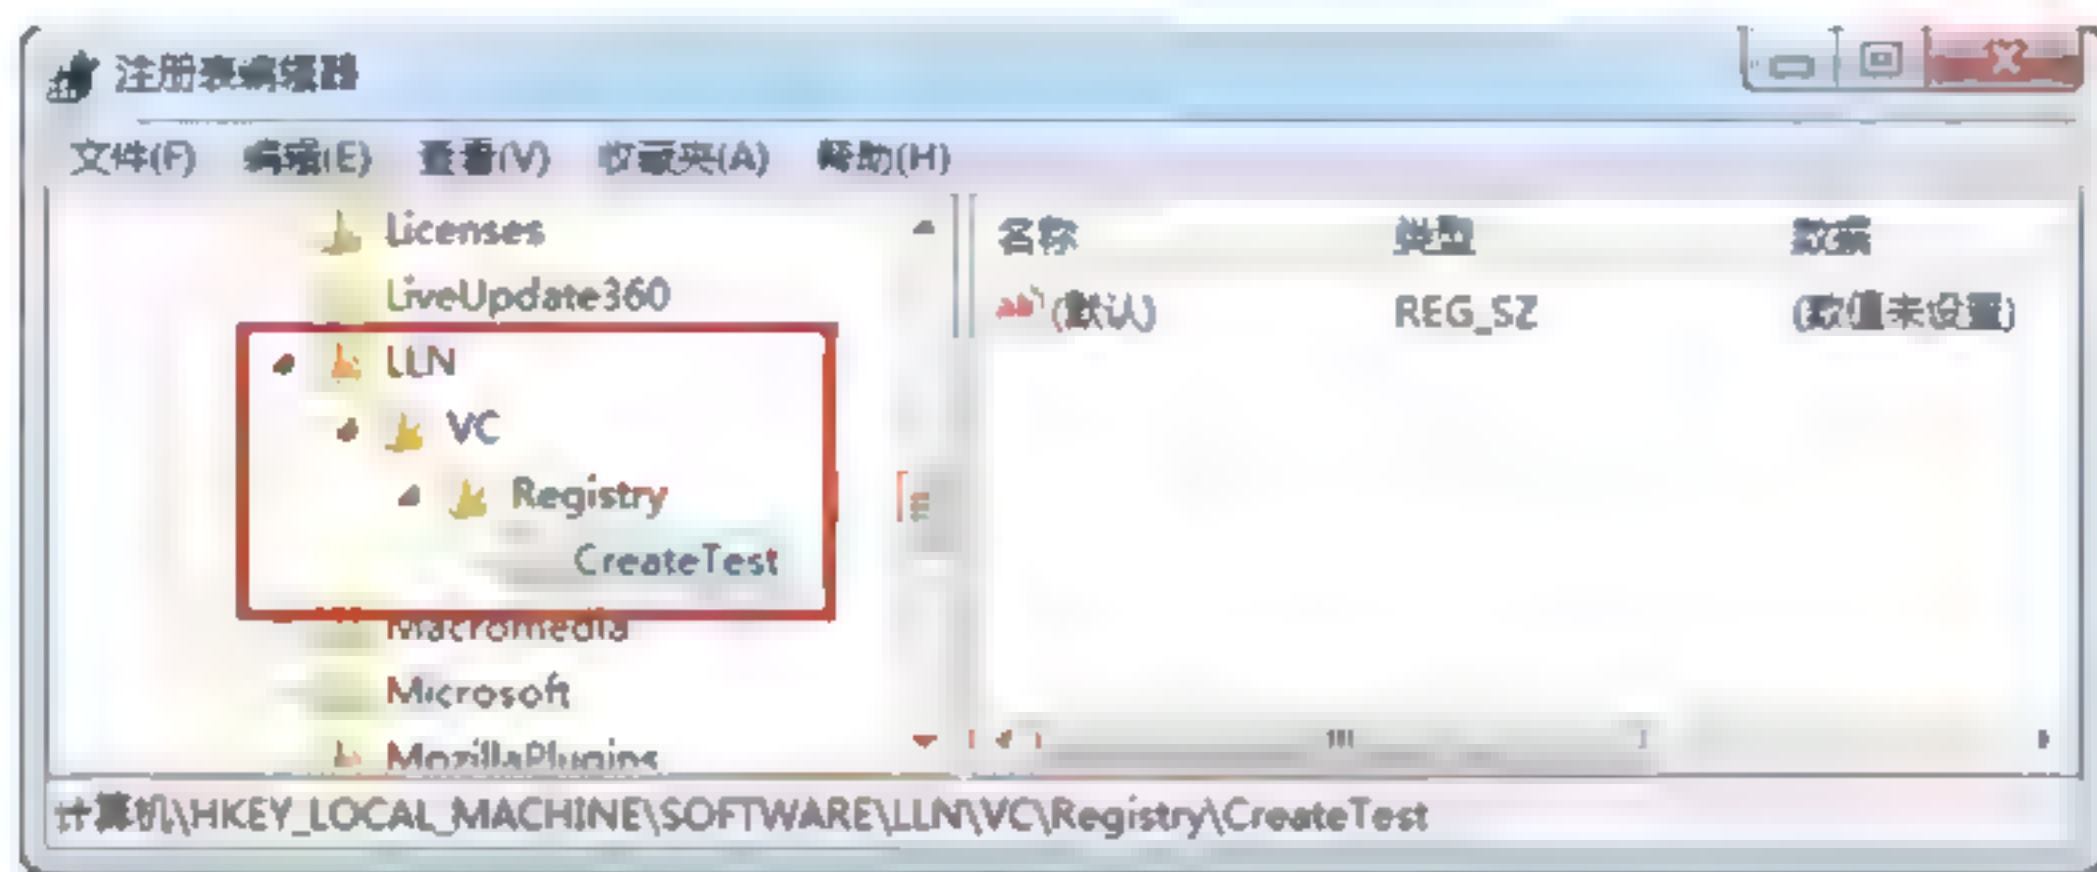 注册表编辑器
文件(F) 编辑(E) 查看(V) 收藏夹(A) 帮助(H)
Licenses
LiveUpdate360
LLN
VC
Registry
CreateTest
Macromedia
Microsoft
MozillaPlugins
名称 类型 数据
(默认) REG_SZ (数值未设置)
计算机\HKEY_LOCAL_MACHINE\SOFTWARE\LLN\VC\Registry\CreateTest